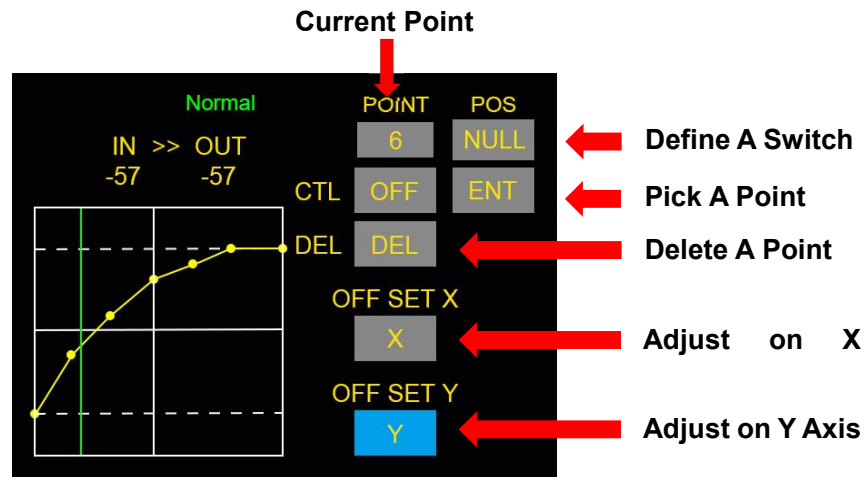 Current Point
Normal
POINT
POS
IN >> OUT
6
NULL
Define A Switch
-57
-57
CTL
OFF
ENT
Pick A Point
DEL
DEL
Delete A Point
OFF SET X
X
Adjust on X
OFF SET Y
Y
Adjust on Y Axis